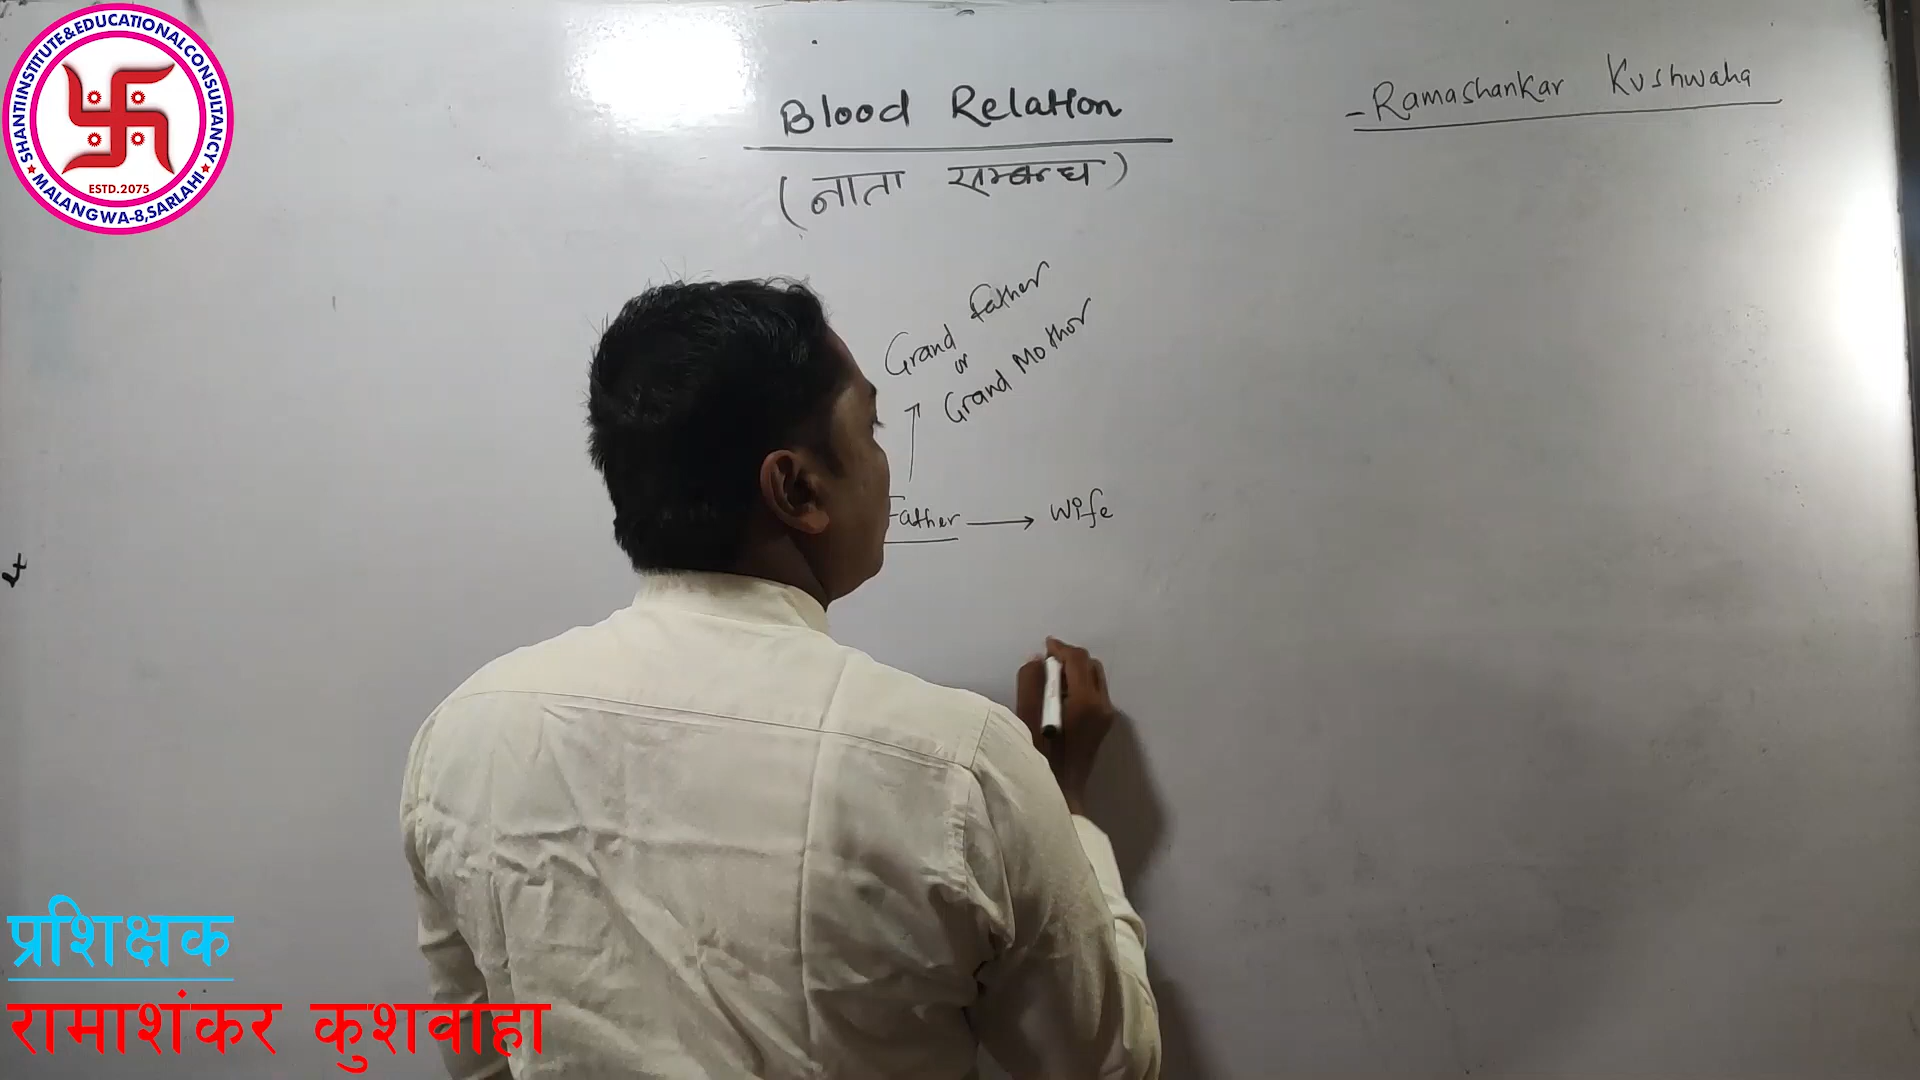 SHANTI INSTITUTE & EDUCATIONAL CONSULTANCY
ESTD.2075
★ MALANGWA-8, SARLAHI ★
Blood Relation
(नाता सम्बन्ध)
- Ramashankar Kushwaha
Grand Father
or
Grand Mother
Father → Wife
प्रशिक्षक
रामाशंकर कुशवाहा